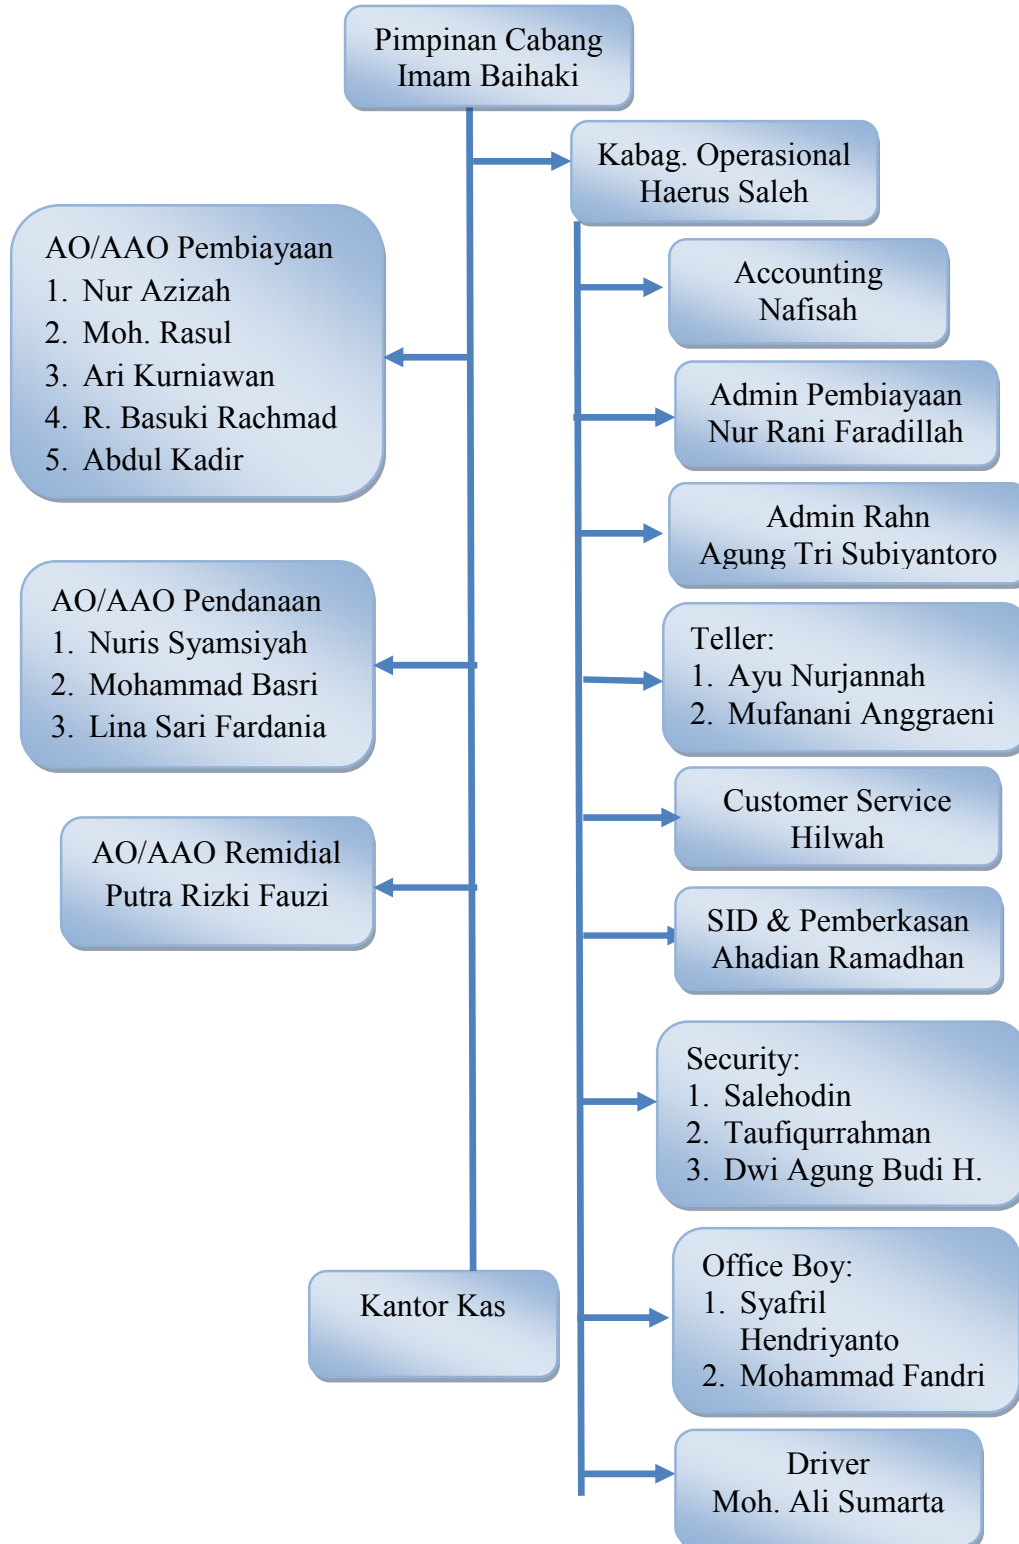 Pimpinan Cabang
Imam Baihaki
Kabag. Operasional
Haerus Saleh
AO/AAO Pembiayaan
1. Nur Azizah
2. Moh. Rasul
3. Ari Kurniawan
4. R. Basuki Rachmad
5. Abdul Kadir
AO/AAO Pendanaan
1. Nuris Syamsiyah
2. Mohammad Basri
3. Lina Sari Fardania
AO/AAO Remidial
Putra Rizki Fauzi
Kantor Kas
Accounting
Nafisah
Admin Pembiayaan
Nur Rani Faradillah
Admin Rahn
Agung Tri Subiyantoro
Teller:
1. Ayu Nurjannah
2. Mufanani Anggraeni
Customer Service
Hilwah
SID & Pemberkasan
Ahadian Ramadhan
Security:
1. Salehodin
2. Taufiqurrahman
3. Dwi Agung Budi H.
Office Boy:
1. Syafril
Hendriyanto
2. Mohammad Fandri
Driver
Moh. Ali Sumarta